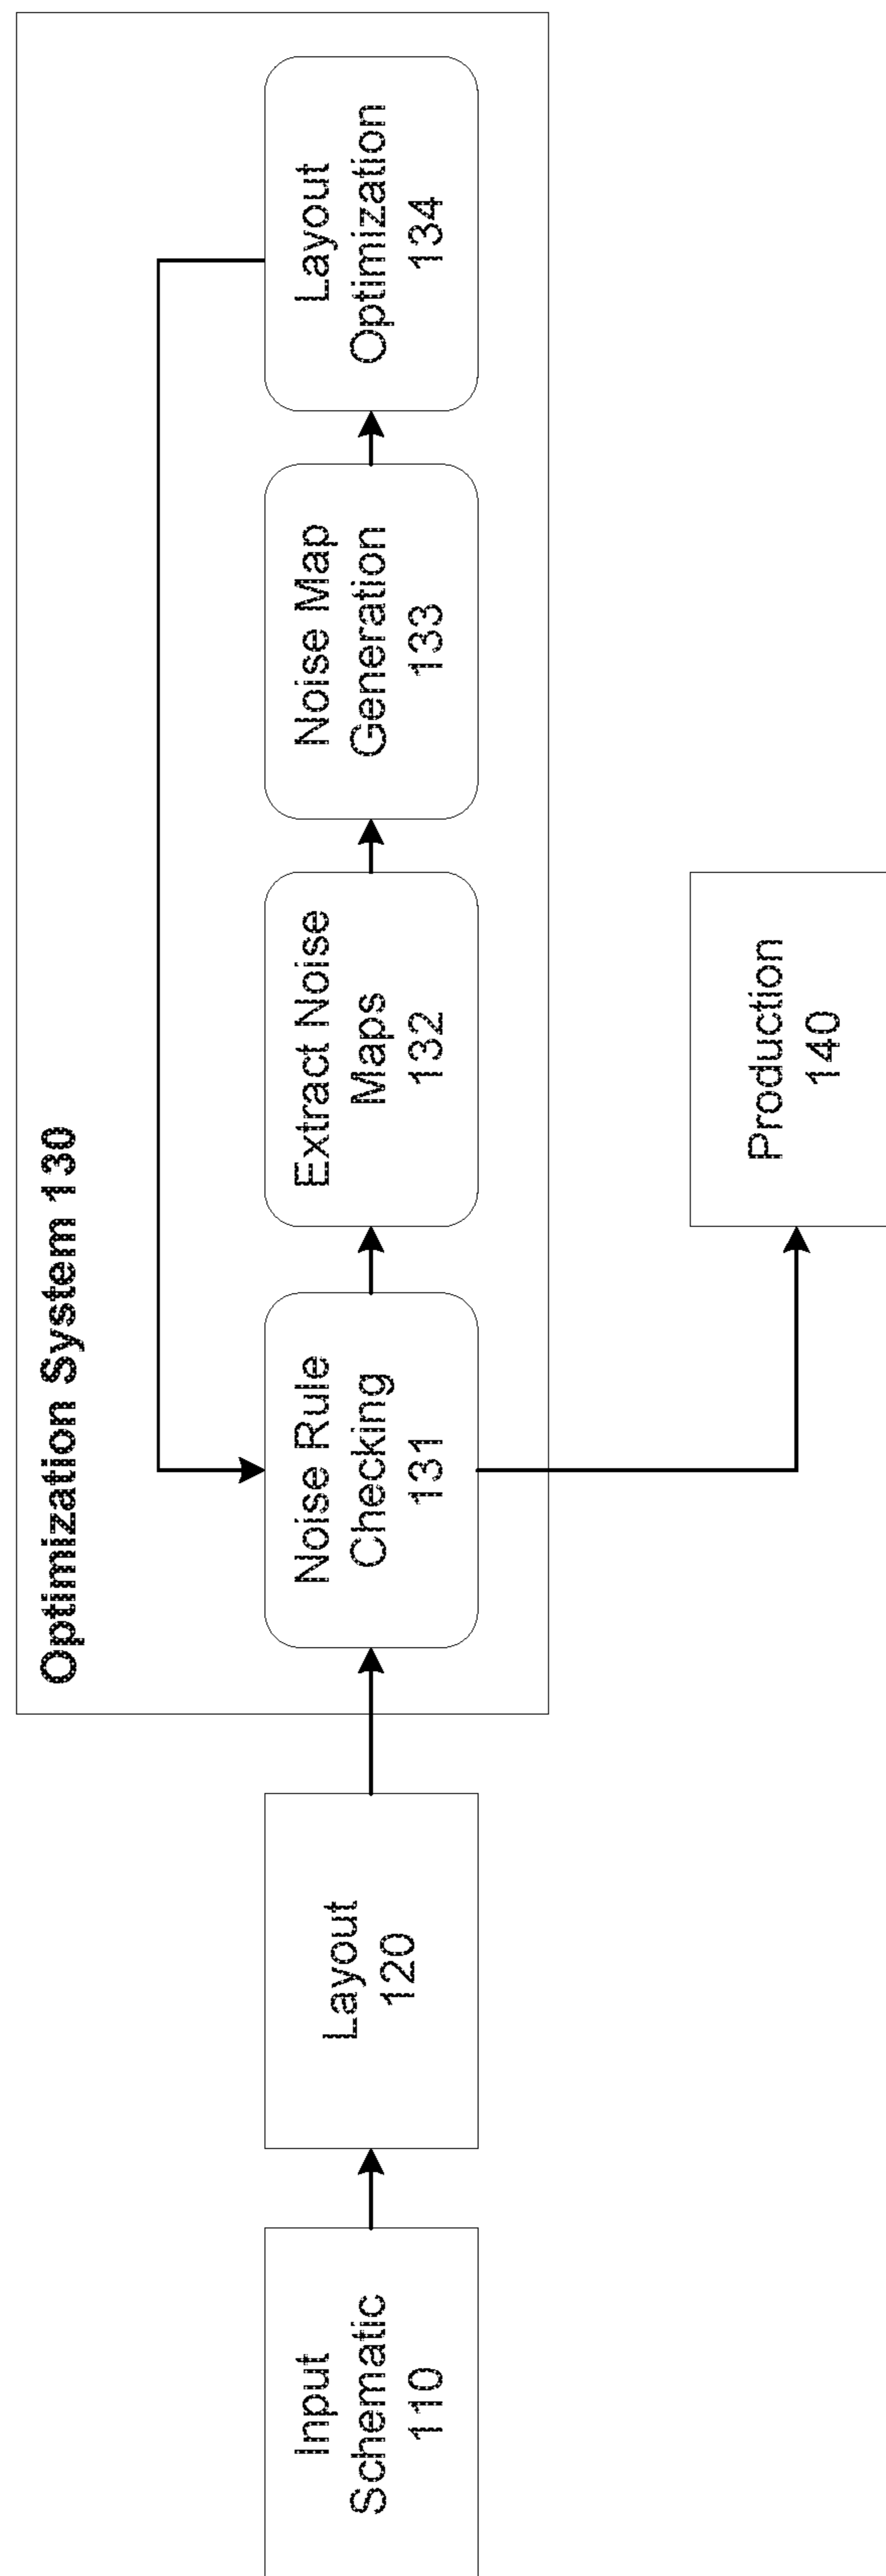 Optimization System 130
Input
Schematic
110
Layout
120
Noise Rule
Checking
131
Extract Noise
Maps
132
Noise Map
Generation
133
Layout
Optimization
134
Production
140